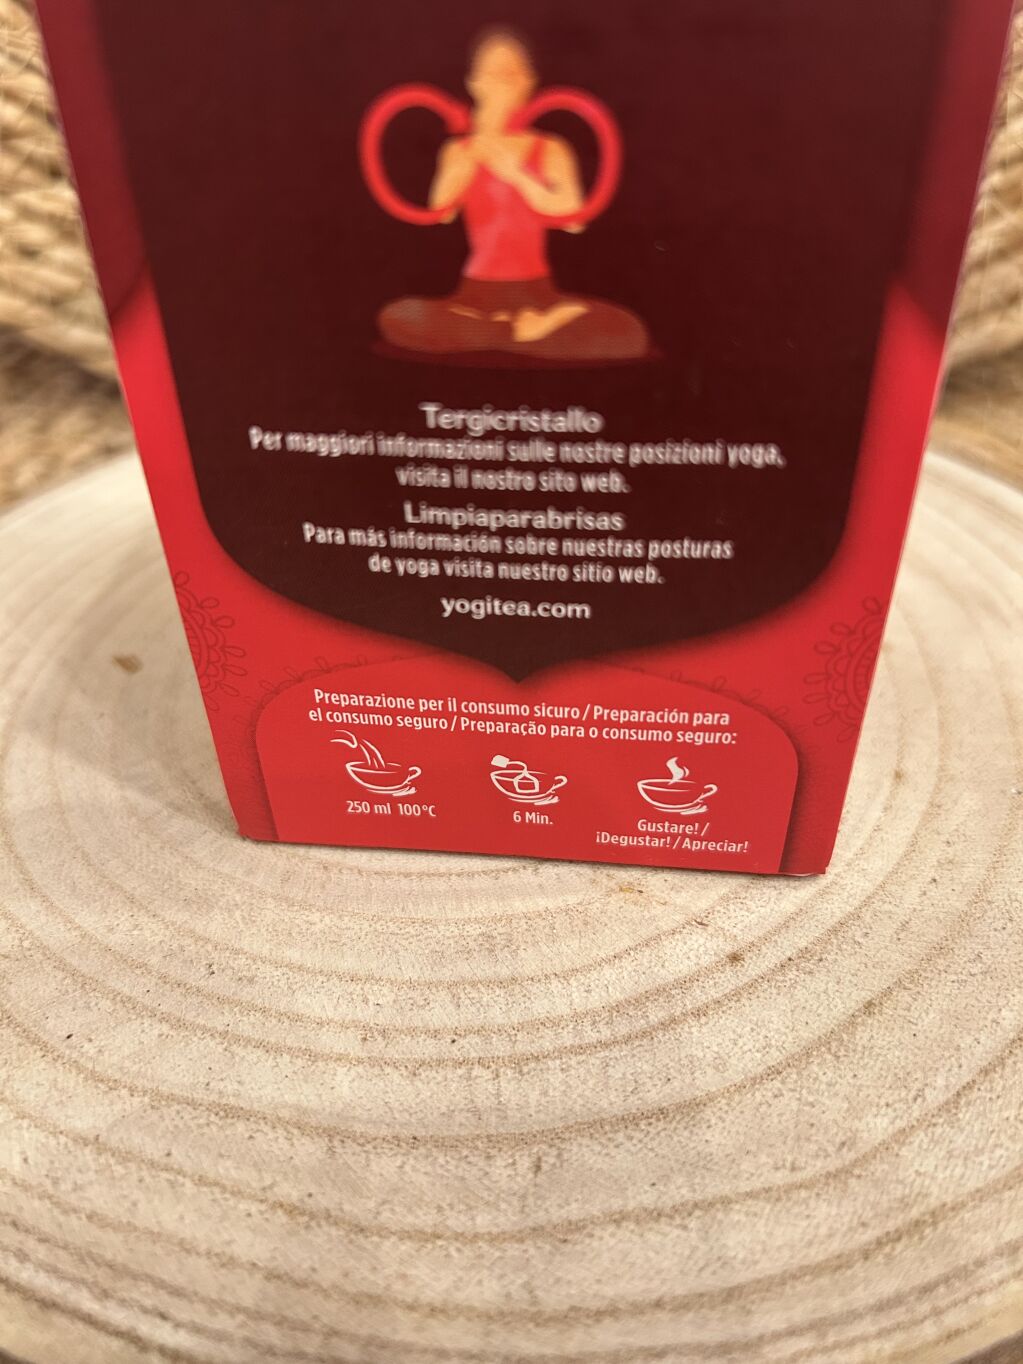 Tergicristallo
Per maggiori informazioni sulle nostre posizioni yoga,
visita il nostro sito web.
Limpiaparabrisas
Para más información sobre nuestras posturas
de yoga visita nuestro sitio web.
yogitea.com
Preparazione per il consumo sicuro / Preparación para
el consumo seguro / Preparação para o consumo seguro:
250 ml 100°C
6 Min.
Gustare! /
¡Degustar! / Apreciar!